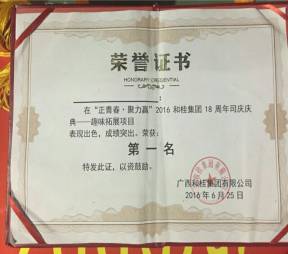 荣誉证书
HONORARY CREDENTIAL
:
在“正青春·聚力赢”2016 和桂集团 18 周年司庆庆
典——趣味拓展项目
表现出色，成绩突出。荣获：
第一名
特发此证，以资鼓励。
广西和桂集团有限公司
2016 年 6 月 25 日